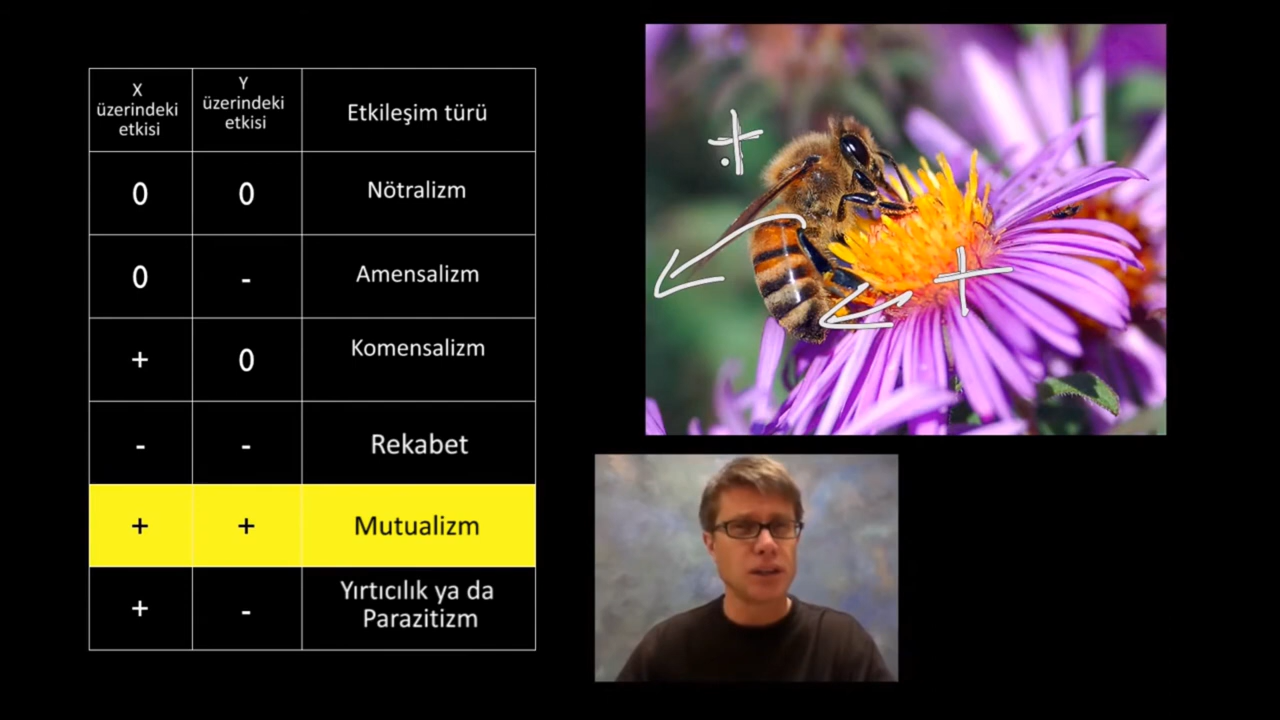 X
üzerindeki
etkisi
Y
üzerindeki
etkisi
Etkileşim türü
0 0 Nötralizm
0 - Amensalizm
+ 0 Komensalizm
- - Rekabet
+ + Mutualizm
+ - Yırtıcılık ya da
Parazitizm
+
+